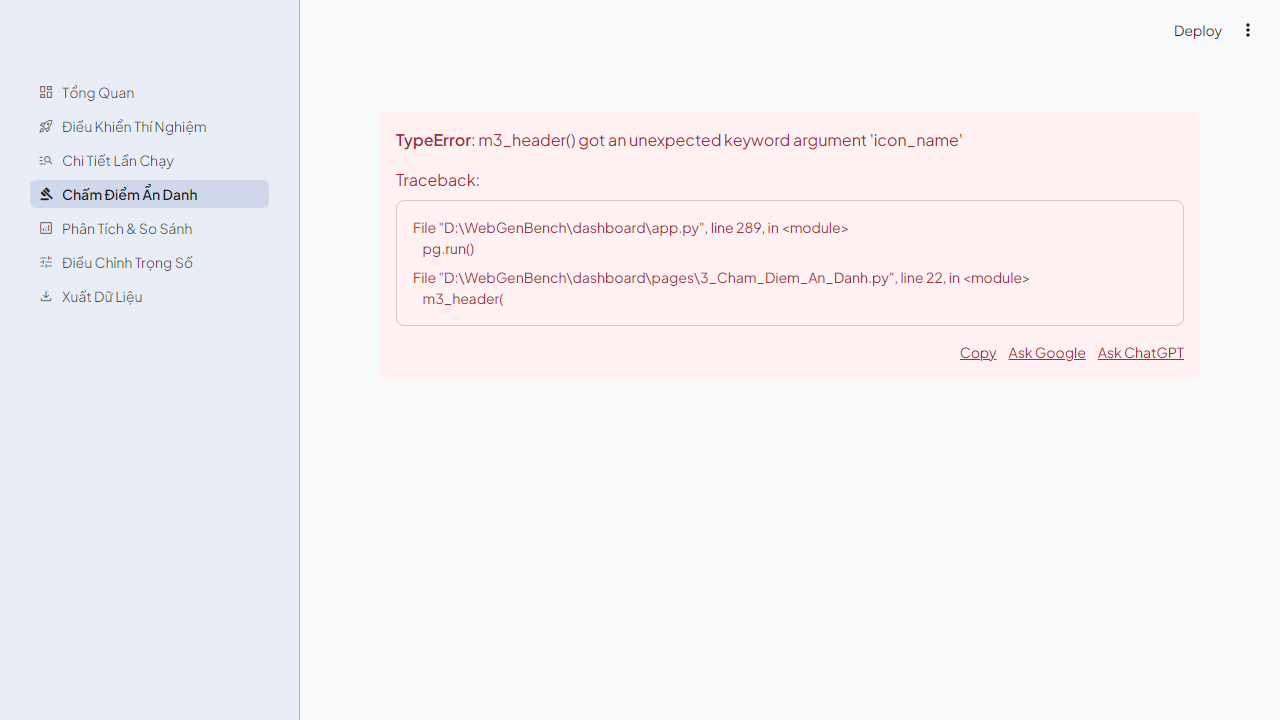 Deploy
Tổng Quan
Điều Khiển Thí Nghiệm
Chi Tiết Lần Chạy
Chấm Điểm Ẩn Danh
Phân Tích & So Sánh
Điều Chỉnh Trọng Số
Xuất Dữ Liệu
TypeError: m3_header() got an unexpected keyword argument 'icon_name'
Traceback:
File "D:\WebGenBench\dashboard\app.py", line 289, in <module>
pg.run()
File "D:\WebGenBench\dashboard\pages\3_Cham_Diem_An_Danh.py", line 22, in <module>
m3_header(
Copy Ask Google Ask ChatGPT